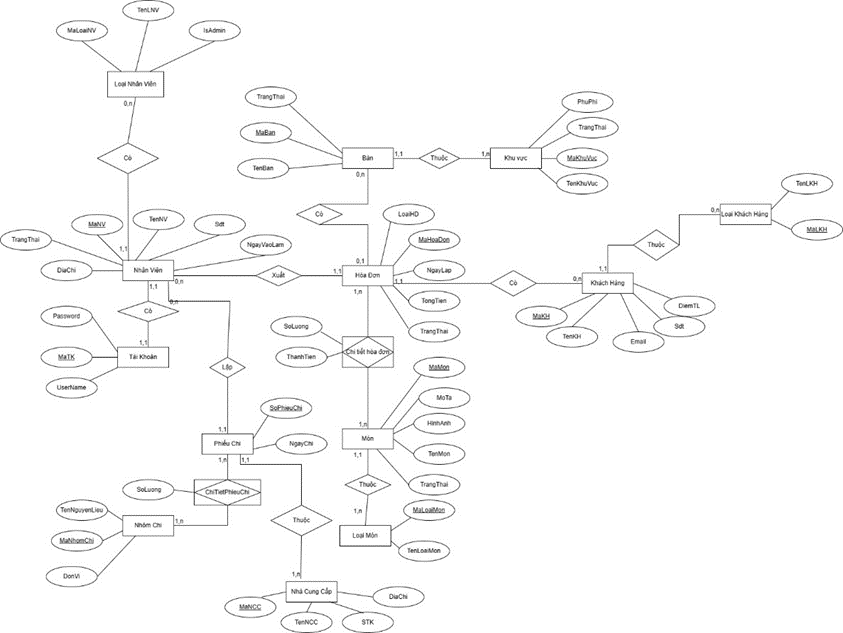 TenLNV
MaLoaiNV
IsAdmin
Loại Nhân Viên
0,n
Có
1,1
TrangThai
MaNV
TenNV
Sdt
NgayVaoLam
DiaChi
Nhân Viên
0,n
1,1
0,n
Có
Password
MaTK
UserName
1,1
Tài Khoản
Xuất
1,1
Lập
1,1
TrangThai
MaBan
TenBan
Bàn
1,1
Thuộc
1,n
Khu vực
PhuPhi
TrangThai
MaKhuVuc
TenKhuVuc
0,n
Có
0,1
LoaiHD
MaHoaDon
NgayLap
TongTien
TrangThai
Hóa Đơn
1,1
1,n
Có
0,n
Khách Hàng
1,1
MaKH
TenKH
Email
Sdt
DiemTL
Thuộc
0,n
Loại Khách Hàng
TenLKH
MaLKH
SoLuong
ThanhTien
Chi tiết hóa đơn
1,n
Món
1,1
MaMon
MoTa
HinhAnh
TenMon
TrangThai
Thuộc
1,n
Loại Món
MaLoaiMon
TenLoaiMon
SoPhieuChi
NgayChi
Phiếu Chi
1,n
1,1
SoLuong
ChiTietPhieuChi
TenNguyenLieu
MaNhomChi
DonVi
Nhóm Chi
1,n
Thuộc
1,n
Nhà Cung Cấp
MaNCC
TenNCC
STK
DiaChi